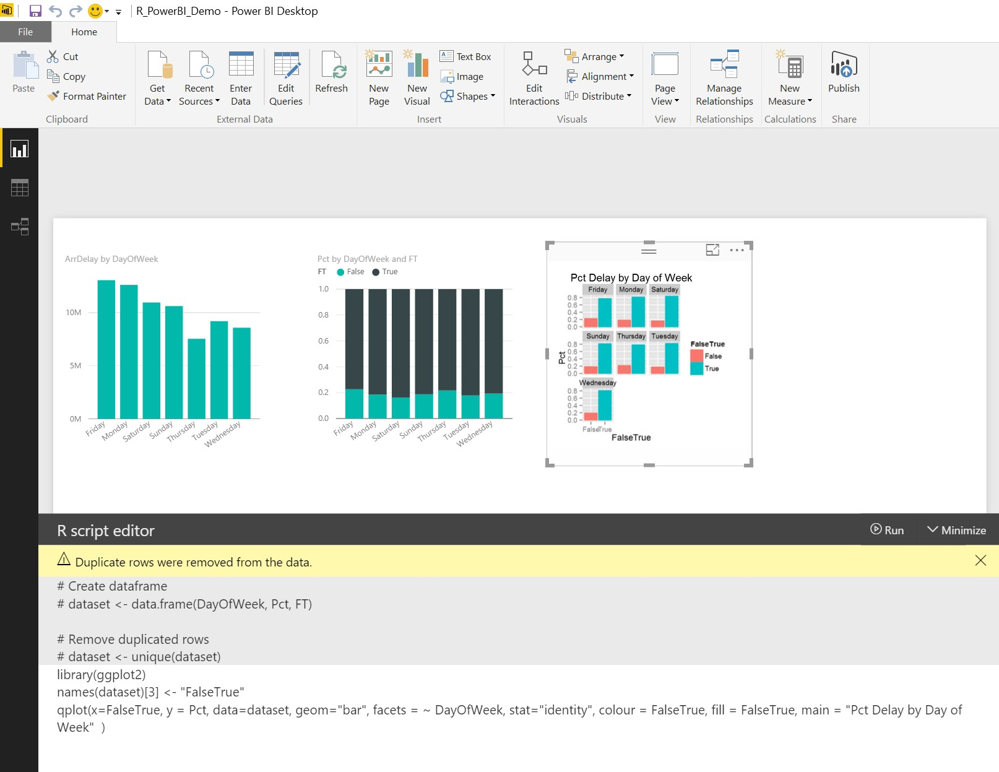 R_PowerBI_Demo - Power BI Desktop
File
Home
Paste
Cut
Copy
Format Painter
Clipboard
Get Data
Recent Sources
Enter Data
Edit Queries
Refresh
External Data
New Page
New Visual
Text Box
Image
Shapes
Insert
Edit Interactions
Arrange
Alignment
Distribute
Visuals
Page View
View
Manage Relationships
Relationships
New Measure
Calculations
Publish
Share
ArrDelay by DayOfWeek
10M
5M
0M
Friday
Monday
Saturday
Sunday
Thursday
Tuesday
Wednesday
Pct by DayOfWeek and FT
FT False True
1.0
0.8
0.6
0.4
0.2
0.0
Friday
Monday
Saturday
Sunday
Thursday
Tuesday
Wednesday
Pct Delay by Day of Week
Friday Monday Saturday
0.8
0.6
0.4
0.2
0.0
Sunday Thursday Tuesday
0.8
0.6
0.4
0.2
0.0
Wednesday
0.8
0.6
0.4
0.2
0.0
False True
FalseTrue
Pct
FalseTrue
False
True
R script editor
Run
Minimize
Duplicate rows were removed from the data.
# Create dataframe
# dataset <- data.frame(DayOfWeek, Pct, FT)
# Remove duplicated rows
# dataset <- unique(dataset)
library(ggplot2)
names(dataset)[3] <- "FalseTrue"
qplot(x=FalseTrue, y = Pct, data=dataset, geom="bar", facets = ~ DayOfWeek, stat="identity", colour = FalseTrue, fill = FalseTrue, main = "Pct Delay by Day of
Week" )